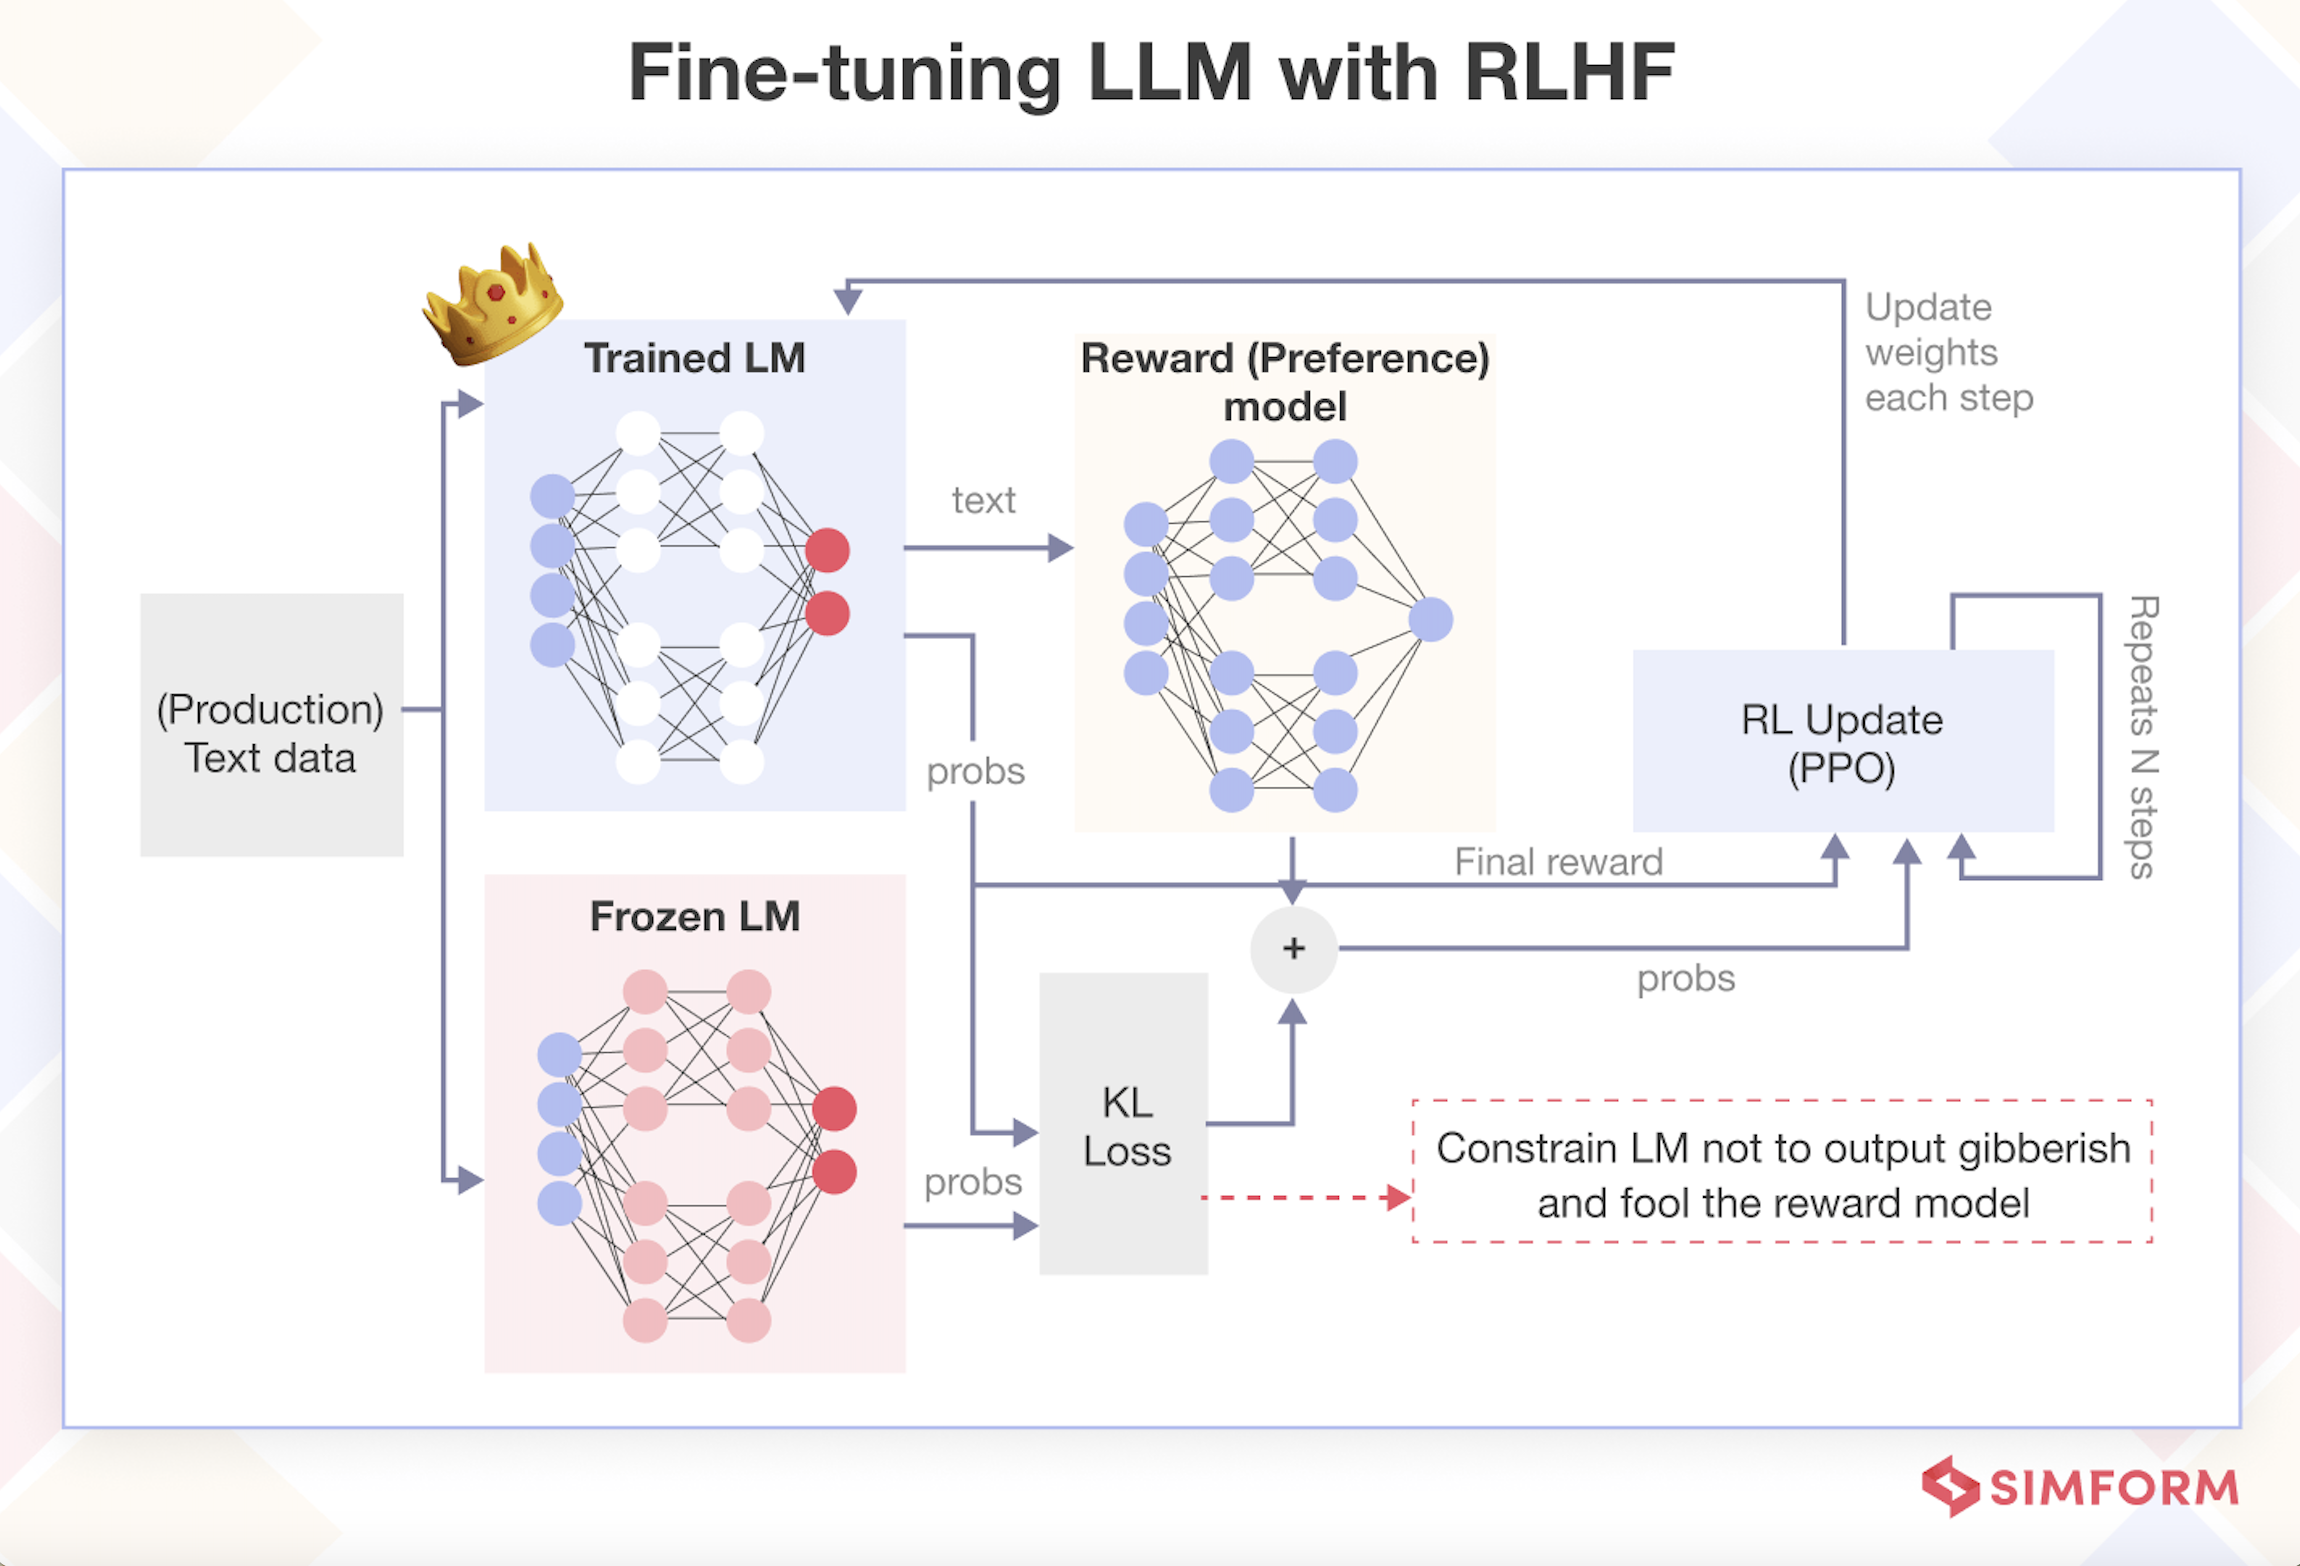 Fine-tuning LLM with RLHF
Update
weights
each step
Trained LM
Reward (Preference)
model
text
(Production)
Text data
RL Update
(PPO)
Repeats N steps
probs
Final reward
Frozen LM
+
probs
KL
Loss
Constrain LM not to output gibberish
and fool the reward model
probs
SIMFORM